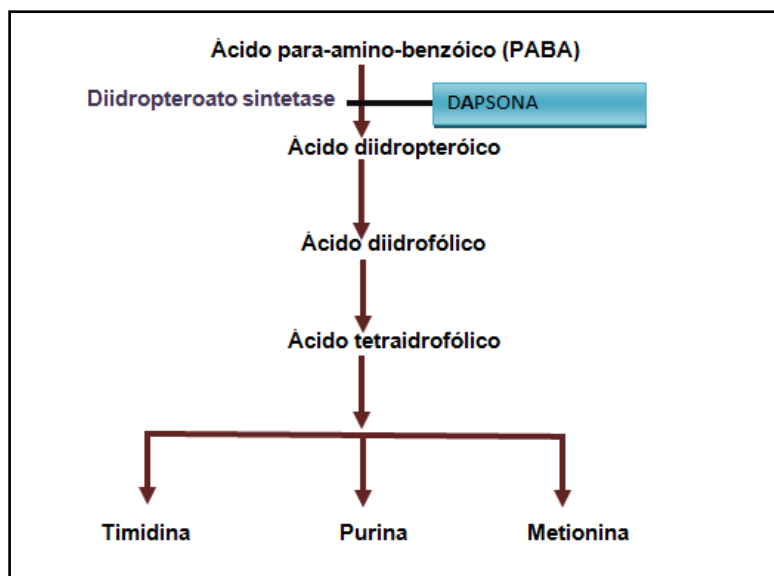 Ácido para-amino-benzóico (PABA)
Diidropteroato sintetase
DAPSONA
Ácido diidropteróico
Ácido diidrofólico
Ácido tetraidrofólico
Timidina Purina Metionina